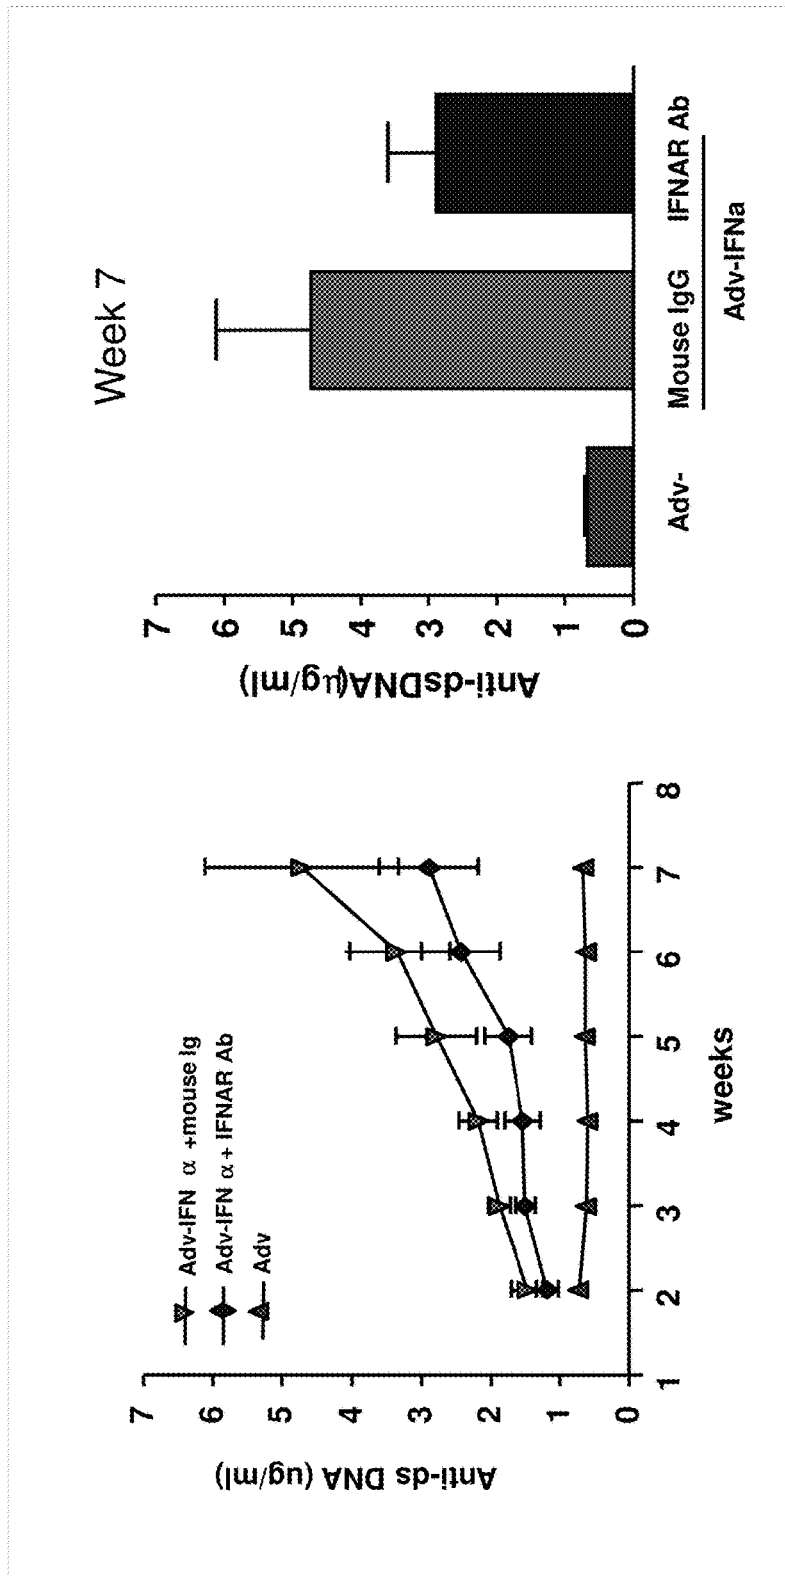 Anti-ds DNA (ug/ml)
7
6
5
4
3
2
1
0
Adv-IFN α +mouse Ig
Adv-IFN α + IFNAR Ab
Adv
1 2 3 4 5 6 7 8
weeks
Week 7
Anti-dsDNA(μg/ml)
7
6
5
4
3
2
1
0
Adv- Mouse IgG IFNAR Ab
Adv-IFNa